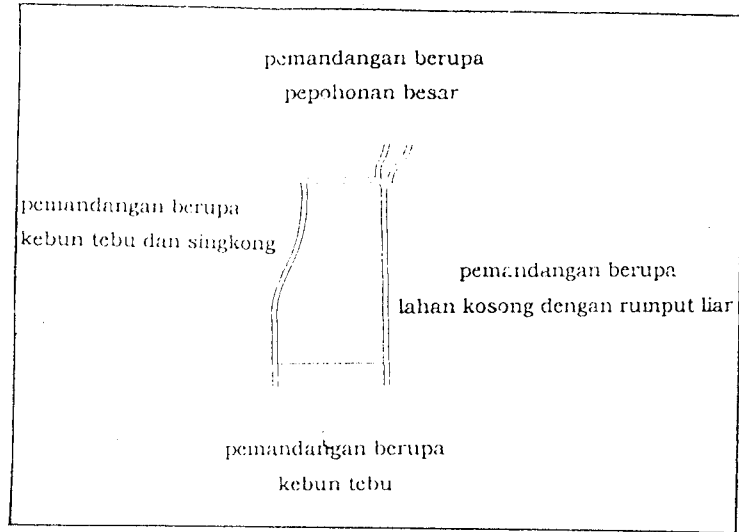 pemandangan berupa
pepohonan besar
pemandangan berupa
kebun tebu dan singkong
pemandangan berupa
lahan kosong dengan rumput liar
pemandangan berupa
kebun tebu